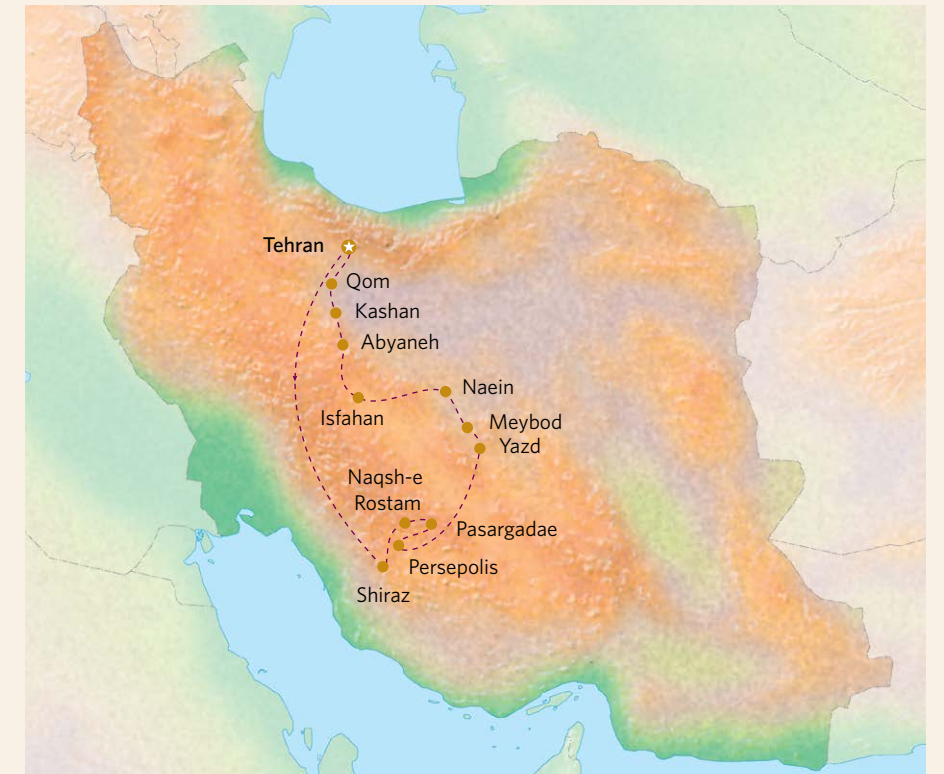 Tehran
Qom
Kashan
Abyaneh
Naein
Isfahan
Meybod
Yazd
Naqsh-e
Rostam
Pasargadae
Persepolis
Shiraz